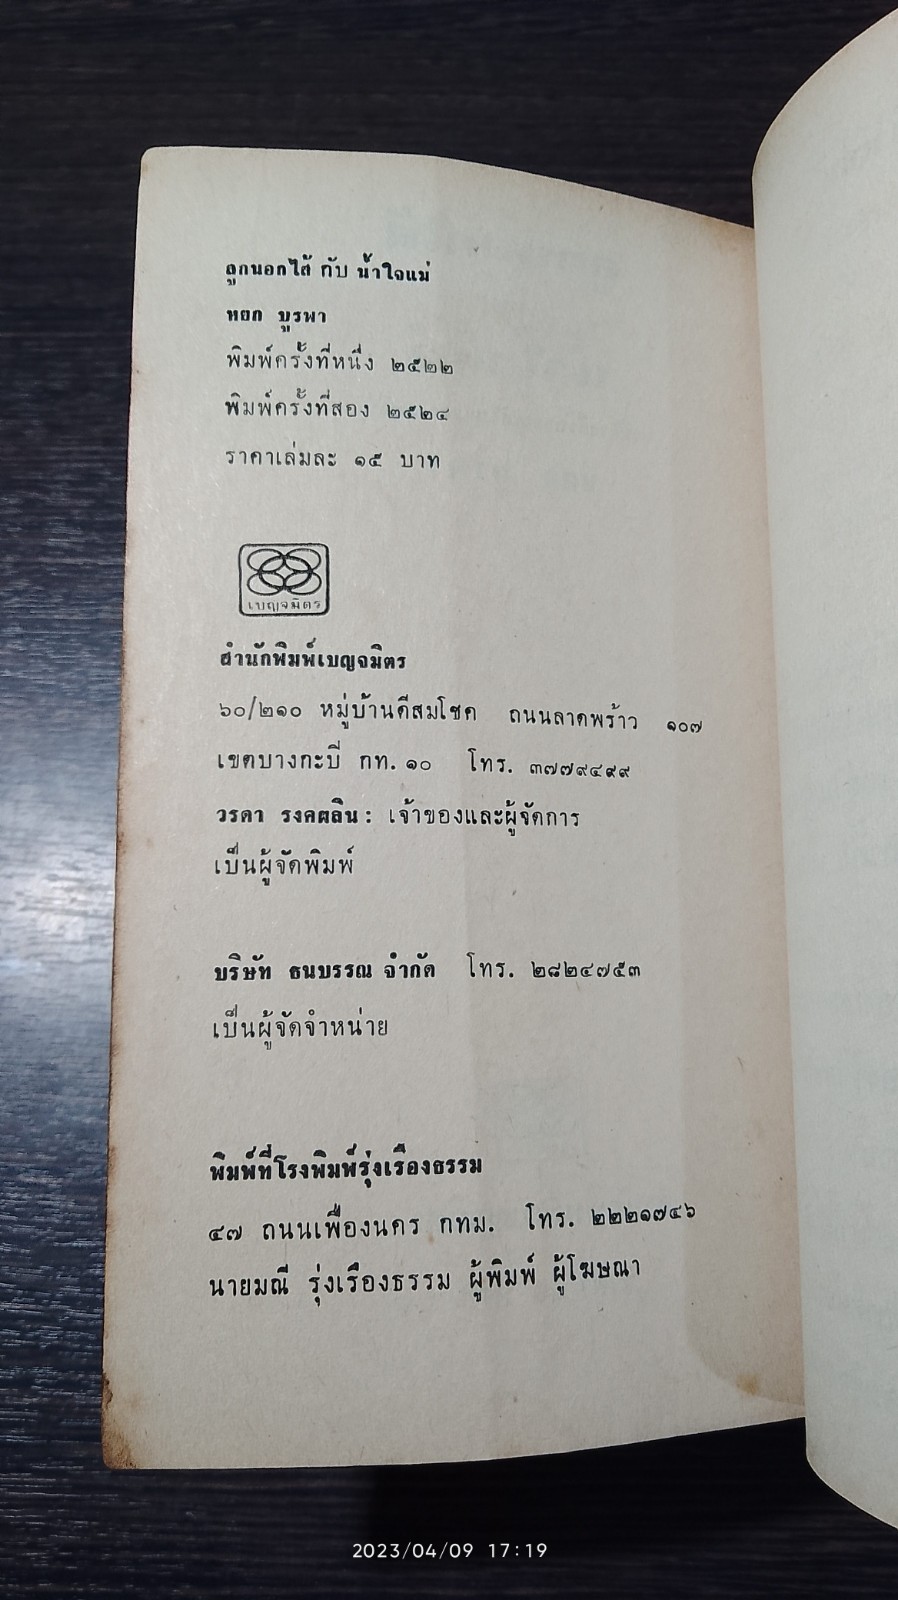 ลูกนอกไส้ กับ น้ำใจแม่
หยก บูรพา
พิมพ์ครั้งที่หนึ่ง ๒๕๒๒
พิมพ์ครั้งที่สอง ๒๕๒๔
ราคาเล่มละ ๑๕ บาท
เบญจมิตร
สำนักพิมพ์เบญจมิตร
๖๐/๒๑๐ หมู่บ้านดีสมโชค ถนนลาดพร้าว ๑๐๗
เขตบางกะปี กท. ๑๐ โทร. ๓๗๗๙๔๙๙
วรดา รงคผลิน : เจ้าของและผู้จัดการ
เป็นผู้จัดพิมพ์
บริษัท ธนบรรณ จำกัด โทร. ๒๘๒๔๗๕๓
เป็นผู้จัดจำหน่าย
พิมพ์ที่โรงพิมพ์รุ่งเรืองธรรม
๔๗ ถนนเฟื่องนคร กทม. โทร. ๒๒๒๑๗๔๖
นายมณี รุ่งเรืองธรรม ผู้พิมพ์ ผู้โฆษณา
2023/04/09 17:19